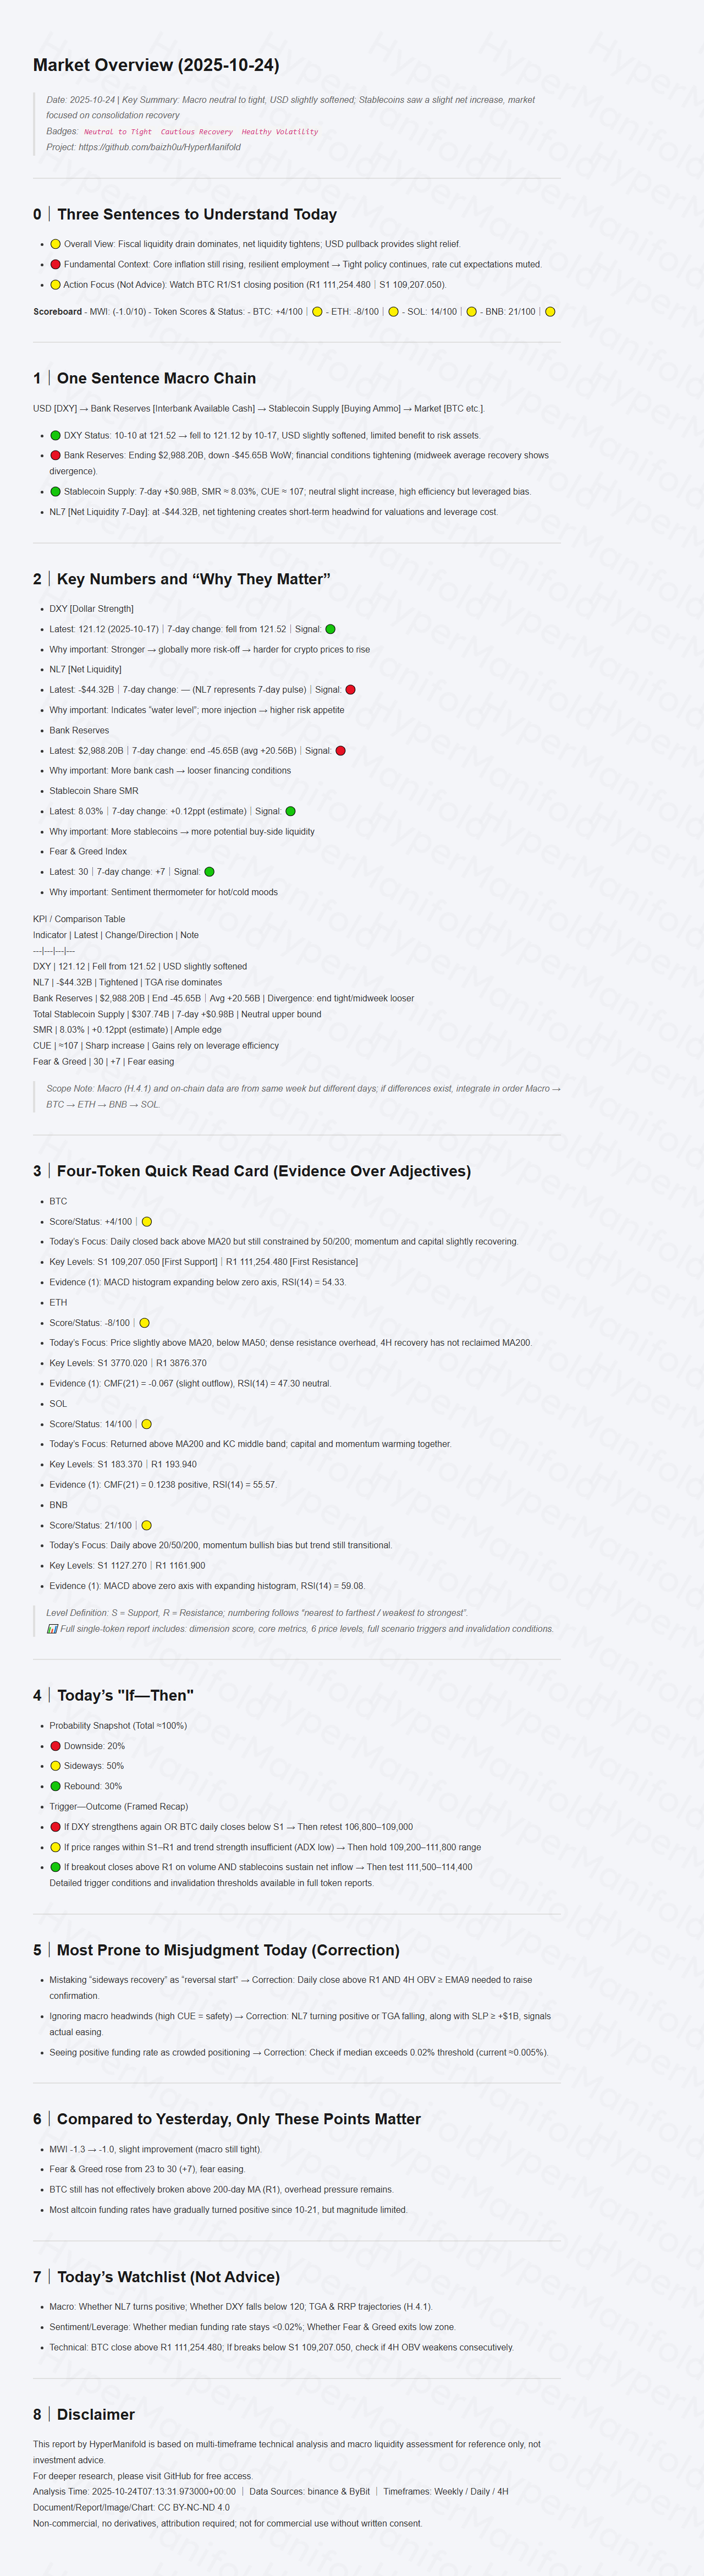 Market Overview (2025-10-24)
Date: 2025-10-24 | Key Summary: Macro neutral to tight, USD slightly softened; Stablecoins saw a slight net increase, market
focused on consolidation recovery
Badges: Neutral to Tight Cautious Recovery Healthy Volatility
Project: https://github.com/baizh0u/HyperManifold
0｜Three Sentences to Understand Today
• 🟡 Overall View: Fiscal liquidity drain dominates, net liquidity tightens; USD pullback provides slight relief.
• 🔴 Fundamental Context: Core inflation still rising, resilient employment → Tight policy continues, rate cut expectations muted.
• 🟡 Action Focus (Not Advice): Watch BTC R1/S1 closing position (R1 111,254.480｜S1 109,207.050).
Scoreboard - MWI: (-1.0/10) - Token Scores & Status: - BTC: +4/100｜🟡 - ETH: -8/100｜🟡 - SOL: 14/100｜🟡 - BNB: 21/100｜🟡
1｜One Sentence Macro Chain
USD [DXY] → Bank Reserves [Interbank Available Cash] → Stablecoin Supply [Buying Ammo] → Market [BTC etc.].
• 🟢 DXY Status: 10-10 at 121.52 → fell to 121.12 by 10-17, USD slightly softened, limited benefit to risk assets.
• 🔴 Bank Reserves: Ending $2,988.20B, down -$45.65B WoW; financial conditions tightening (midweek average recovery shows
divergence).
• 🟢 Stablecoin Supply: 7-day +$0.98B, SMR ≈ 8.03%, CUE ≈ 107; neutral slight increase, high efficiency but leveraged bias.
• NL7 [Net Liquidity 7-Day]: at -$44.32B, net tightening creates short-term headwind for valuations and leverage cost.
2｜Key Numbers and “Why They Matter”
• DXY [Dollar Strength]
• Latest: 121.12 (2025-10-17)｜7-day change: fell from 121.52｜Signal: 🟢
• Why important: Stronger → globally more risk-off → harder for crypto prices to rise
• NL7 [Net Liquidity]
• Latest: -$44.32B｜7-day change: — (NL7 represents 7-day pulse)｜Signal: 🔴
• Why important: Indicates “water level”; more injection → higher risk appetite
• Bank Reserves
• Latest: $2,988.20B｜7-day change: end -45.65B (avg +20.56B)｜Signal: 🔴
• Why important: More bank cash → looser financing conditions
• Stablecoin Share SMR
• Latest: 8.03%｜7-day change: +0.12ppt (estimate)｜Signal: 🟢
• Why important: More stablecoins → more potential buy-side liquidity
• Fear & Greed Index
• Latest: 30｜7-day change: +7｜Signal: 🟢
• Why important: Sentiment thermometer for hot/cold moods
KPI / Comparison Table
Indicator | Latest | Change/Direction | Note
---|---|---|---
DXY | 121.12 | Fell from 121.52 | USD slightly softened
NL7 | -$44.32B | Tightened | TGA rise dominates
Bank Reserves | $2,988.20B | End -45.65B | Avg +20.56B | Divergence: end tight/midweek looser
Total Stablecoin Supply | $307.74B | 7-day +$0.98B | Neutral upper bound
SMR | 8.03% | +0.12ppt (estimate) | Ample edge
CUE | ≈107 | Sharp increase | Gains rely on leverage efficiency
Fear & Greed | 30 | +7 | Fear easing
Scope Note: Macro (H.4.1) and on-chain data are from same week but different days; if differences exist, integrate in order Macro →
BTC → ETH → BNB → SOL.
3｜Four-Token Quick Read Card (Evidence Over Adjectives)
• BTC
• Score/Status: +4/100｜🟡
• Today’s Focus: Daily closed back above MA20 but still constrained by 50/200; momentum and capital slightly recovering.
• Key Levels: S1 109,207.050 [First Support]｜R1 111,254.480 [First Resistance]
• Evidence (1): MACD histogram expanding below zero axis, RSI(14) = 54.33.
• ETH
• Score/Status: -8/100｜🟡
• Today’s Focus: Price slightly above MA20, below MA50; dense resistance overhead, 4H recovery has not reclaimed MA200.
• Key Levels: S1 3770.020｜R1 3876.370
• Evidence (1): CMF(21) = -0.067 (slight outflow), RSI(14) = 47.30 neutral.
• SOL
• Score/Status: 14/100｜🟡
• Today’s Focus: Returned above MA200 and KC middle band; capital and momentum warming together.
• Key Levels: S1 183.370｜R1 193.940
• Evidence (1): CMF(21) = 0.1238 positive, RSI(14) = 55.57.
• BNB
• Score/Status: 21/100｜🟡
• Today’s Focus: Daily above 20/50/200, momentum bullish bias but trend still transitional.
• Key Levels: S1 1127.270｜R1 1161.900
• Evidence (1): MACD above zero axis with expanding histogram, RSI(14) = 59.08.
Level Definition: S = Support, R = Resistance; numbering follows “nearest to farthest / weakest to strongest”.
📊 Full single-token report includes: dimension score, core metrics, 6 price levels, full scenario triggers and invalidation conditions.
4｜Today’s "If—Then"
• Probability Snapshot (Total ≈100%)
• 🔴 Downside: 20%
• 🟡 Sideways: 50%
• 🟢 Rebound: 30%
• Trigger—Outcome (Framed Recap)
• 🔴 If DXY strengthens again OR BTC daily closes below S1 → Then retest 106,800–109,000
• 🟡 If price ranges within S1–R1 and trend strength insufficient (ADX low) → Then hold 109,200–111,800 range
• 🟢 If breakout closes above R1 on volume AND stablecoins sustain net inflow → Then test 111,500–114,400
Detailed trigger conditions and invalidation thresholds available in full token reports.
5｜Most Prone to Misjudgment Today (Correction)
• Mistaking “sideways recovery” as “reversal start” → Correction: Daily close above R1 AND 4H OBV ≥ EMA9 needed to raise
confirmation.
• Ignoring macro headwinds (high CUE = safety) → Correction: NL7 turning positive or TGA falling, along with SLP ≥ +$1B, signals
actual easing.
• Seeing positive funding rate as crowded positioning → Correction: Check if median exceeds 0.02% threshold (current ≈0.005%).
6｜Compared to Yesterday, Only These Points Matter
• MWI -1.3 → -1.0, slight improvement (macro still tight).
• Fear & Greed rose from 23 to 30 (+7), fear easing.
• BTC still has not effectively broken above 200-day MA (R1), overhead pressure remains.
• Most altcoin funding rates have gradually turned positive since 10-21, but magnitude limited.
7｜Today’s Watchlist (Not Advice)
• Macro: Whether NL7 turns positive; Whether DXY falls below 120; TGA & RRP trajectories (H.4.1).
• Sentiment/Leverage: Whether median funding rate stays <0.02%; Whether Fear & Greed exits low zone.
• Technical: BTC close above R1 111,254.480; If breaks below S1 109,207.050, check if 4H OBV weakens consecutively.
8｜Disclaimer
This report by HyperManifold is based on multi-timeframe technical analysis and macro liquidity assessment for reference only, not
investment advice.
For deeper research, please visit GitHub for free access.
Analysis Time: 2025-10-24T07:13:31.973000+00:00 ｜ Data Sources: binance & ByBit ｜ Timeframes: Weekly / Daily / 4H
Document/Report/Image/Chart: CC BY-NC-ND 4.0
Non-commercial, no derivatives, attribution required; not for commercial use without written consent.